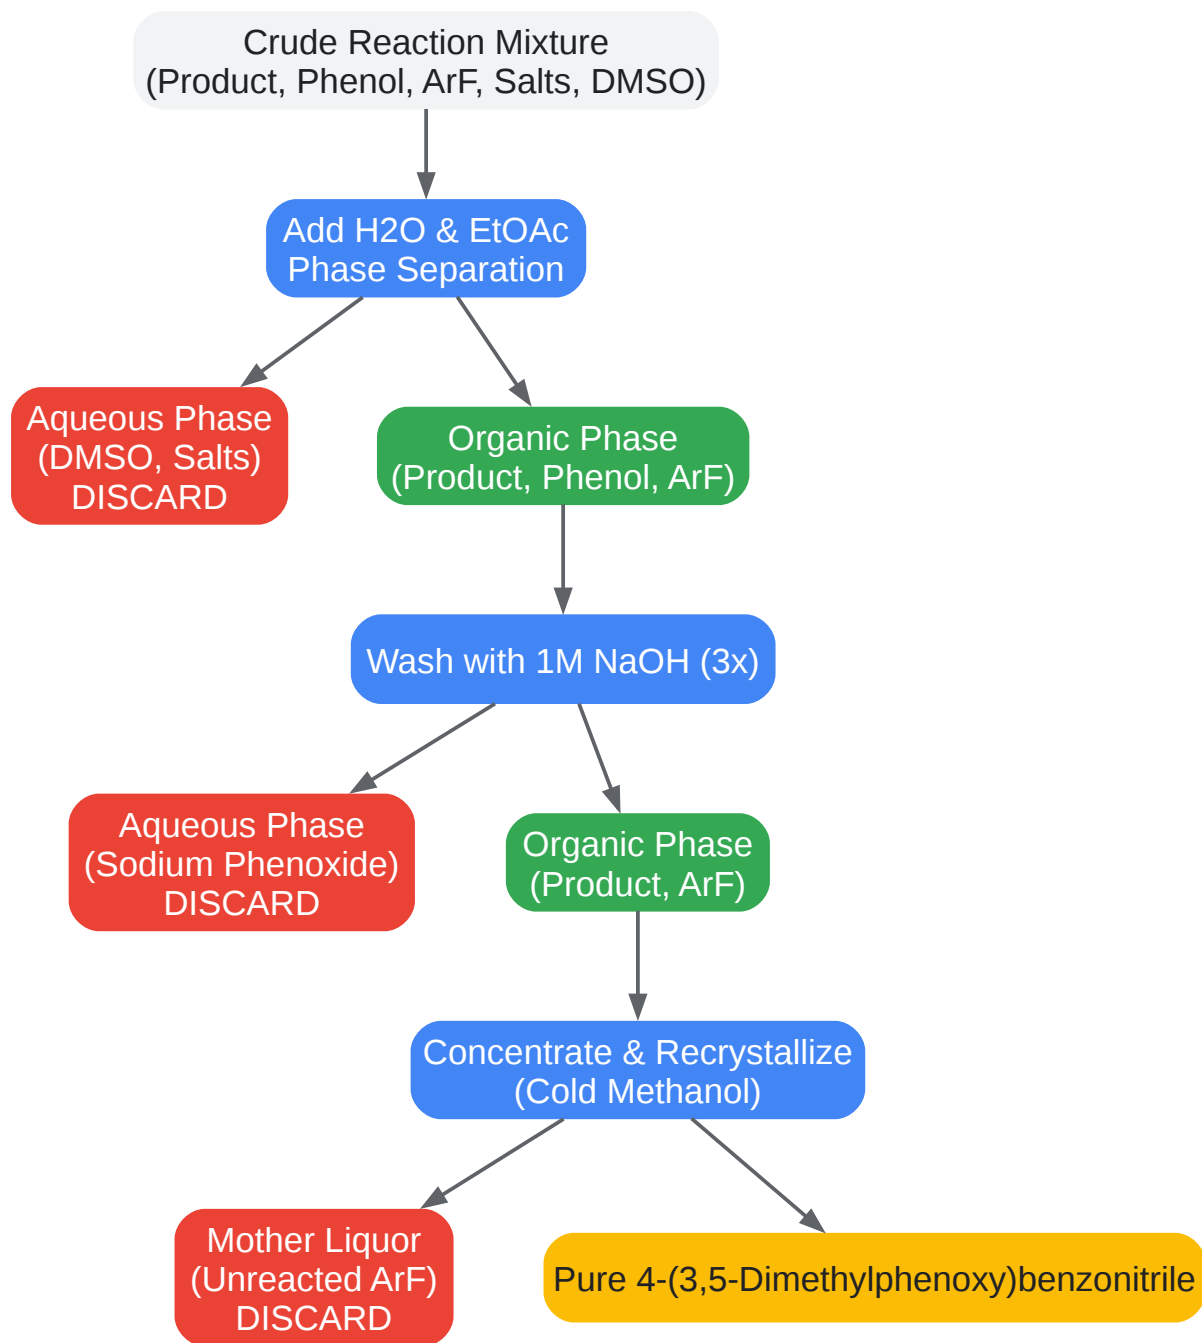 Crude Reaction Mixture
(Product, Phenol, ArF, Salts, DMSO)
Add H2O & EtOAc
Phase Separation
Aqueous Phase
(DMSO, Salts)
DISCARD
Organic Phase
(Product, Phenol, ArF)
Wash with 1M NaOH (3x)
Aqueous Phase
(Sodium Phenoxide)
DISCARD
Organic Phase
(Product, ArF)
Concentrate & Recrystallize
(Cold Methanol)
Mother Liquor
(Unreacted ArF)
DISCARD
Pure 4-(3,5-Dimethylphenoxy)benzonitrile